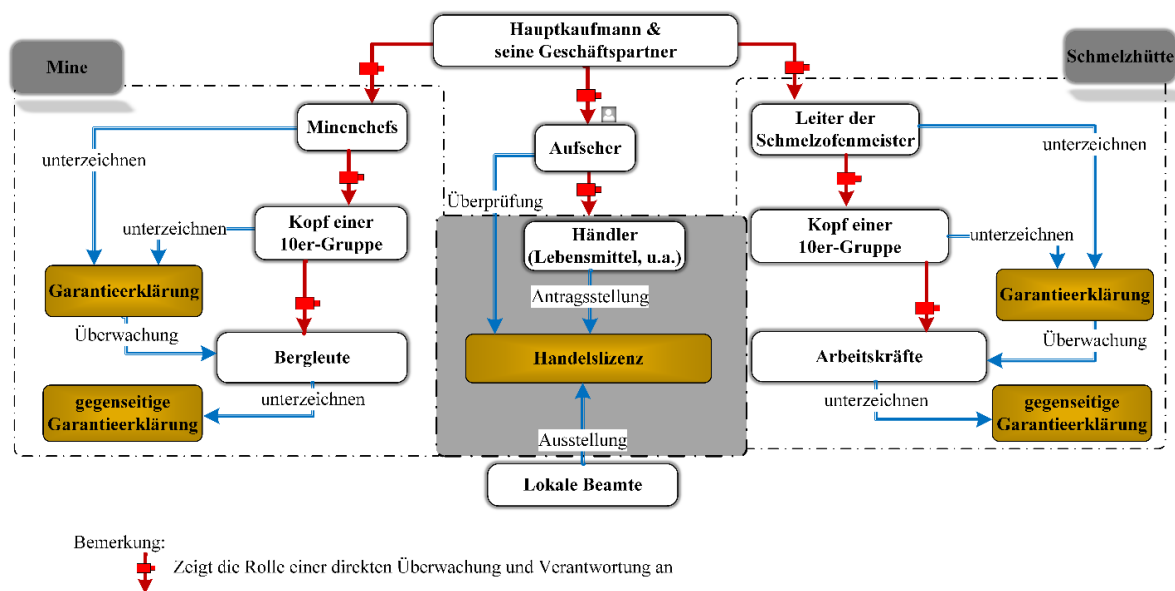 Hauptkaufmann &
seine Geschäftspartner
Mine
Schmelzhütte
Minenchefs
Leiter der
Schmelzofenmeister
Aufseher
unterzeichnen
unterzeichnen
Überprüfung
Kopf einer
10er-Gruppe
unterzeichnen
Händler
(Lebensmittel, u.a.)
Kopf einer
10er-Gruppe
unterzeichnen
Garantieerklärung
Antragsstellung
Garantieerklärung
Überwachung
Überwachung
Bergleute
Handelslizenz
Arbeitskräfte
unterzeichnen
unterzeichnen
gegenseitige
Garantieerklärung
gegenseitige
Garantieerklärung
Ausstellung
Lokale Beamte
Bemerkung:
Zeigt die Rolle einer direkten Überwachung und Verantwortung an